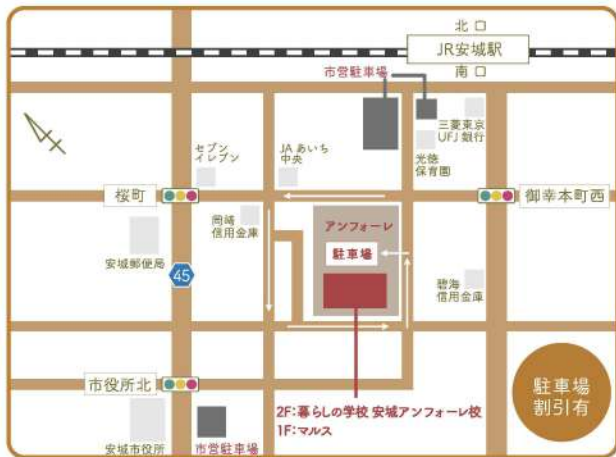 北口
JR安城駅
南口
市営駐車場
三菱東京
UFJ銀行
光徳
保育園
セブン
イレブン
JAあいち
中央
桜町
御幸本町西
岡崎
信用金庫
アンフォーレ
駐車場
安城郵便局
45
碧海
信用金庫
市役所北
駐車場
割引有
2F:暮らしの学校 安城アンフォーレ校
1F:マルス
安城市役所
市営駐車場